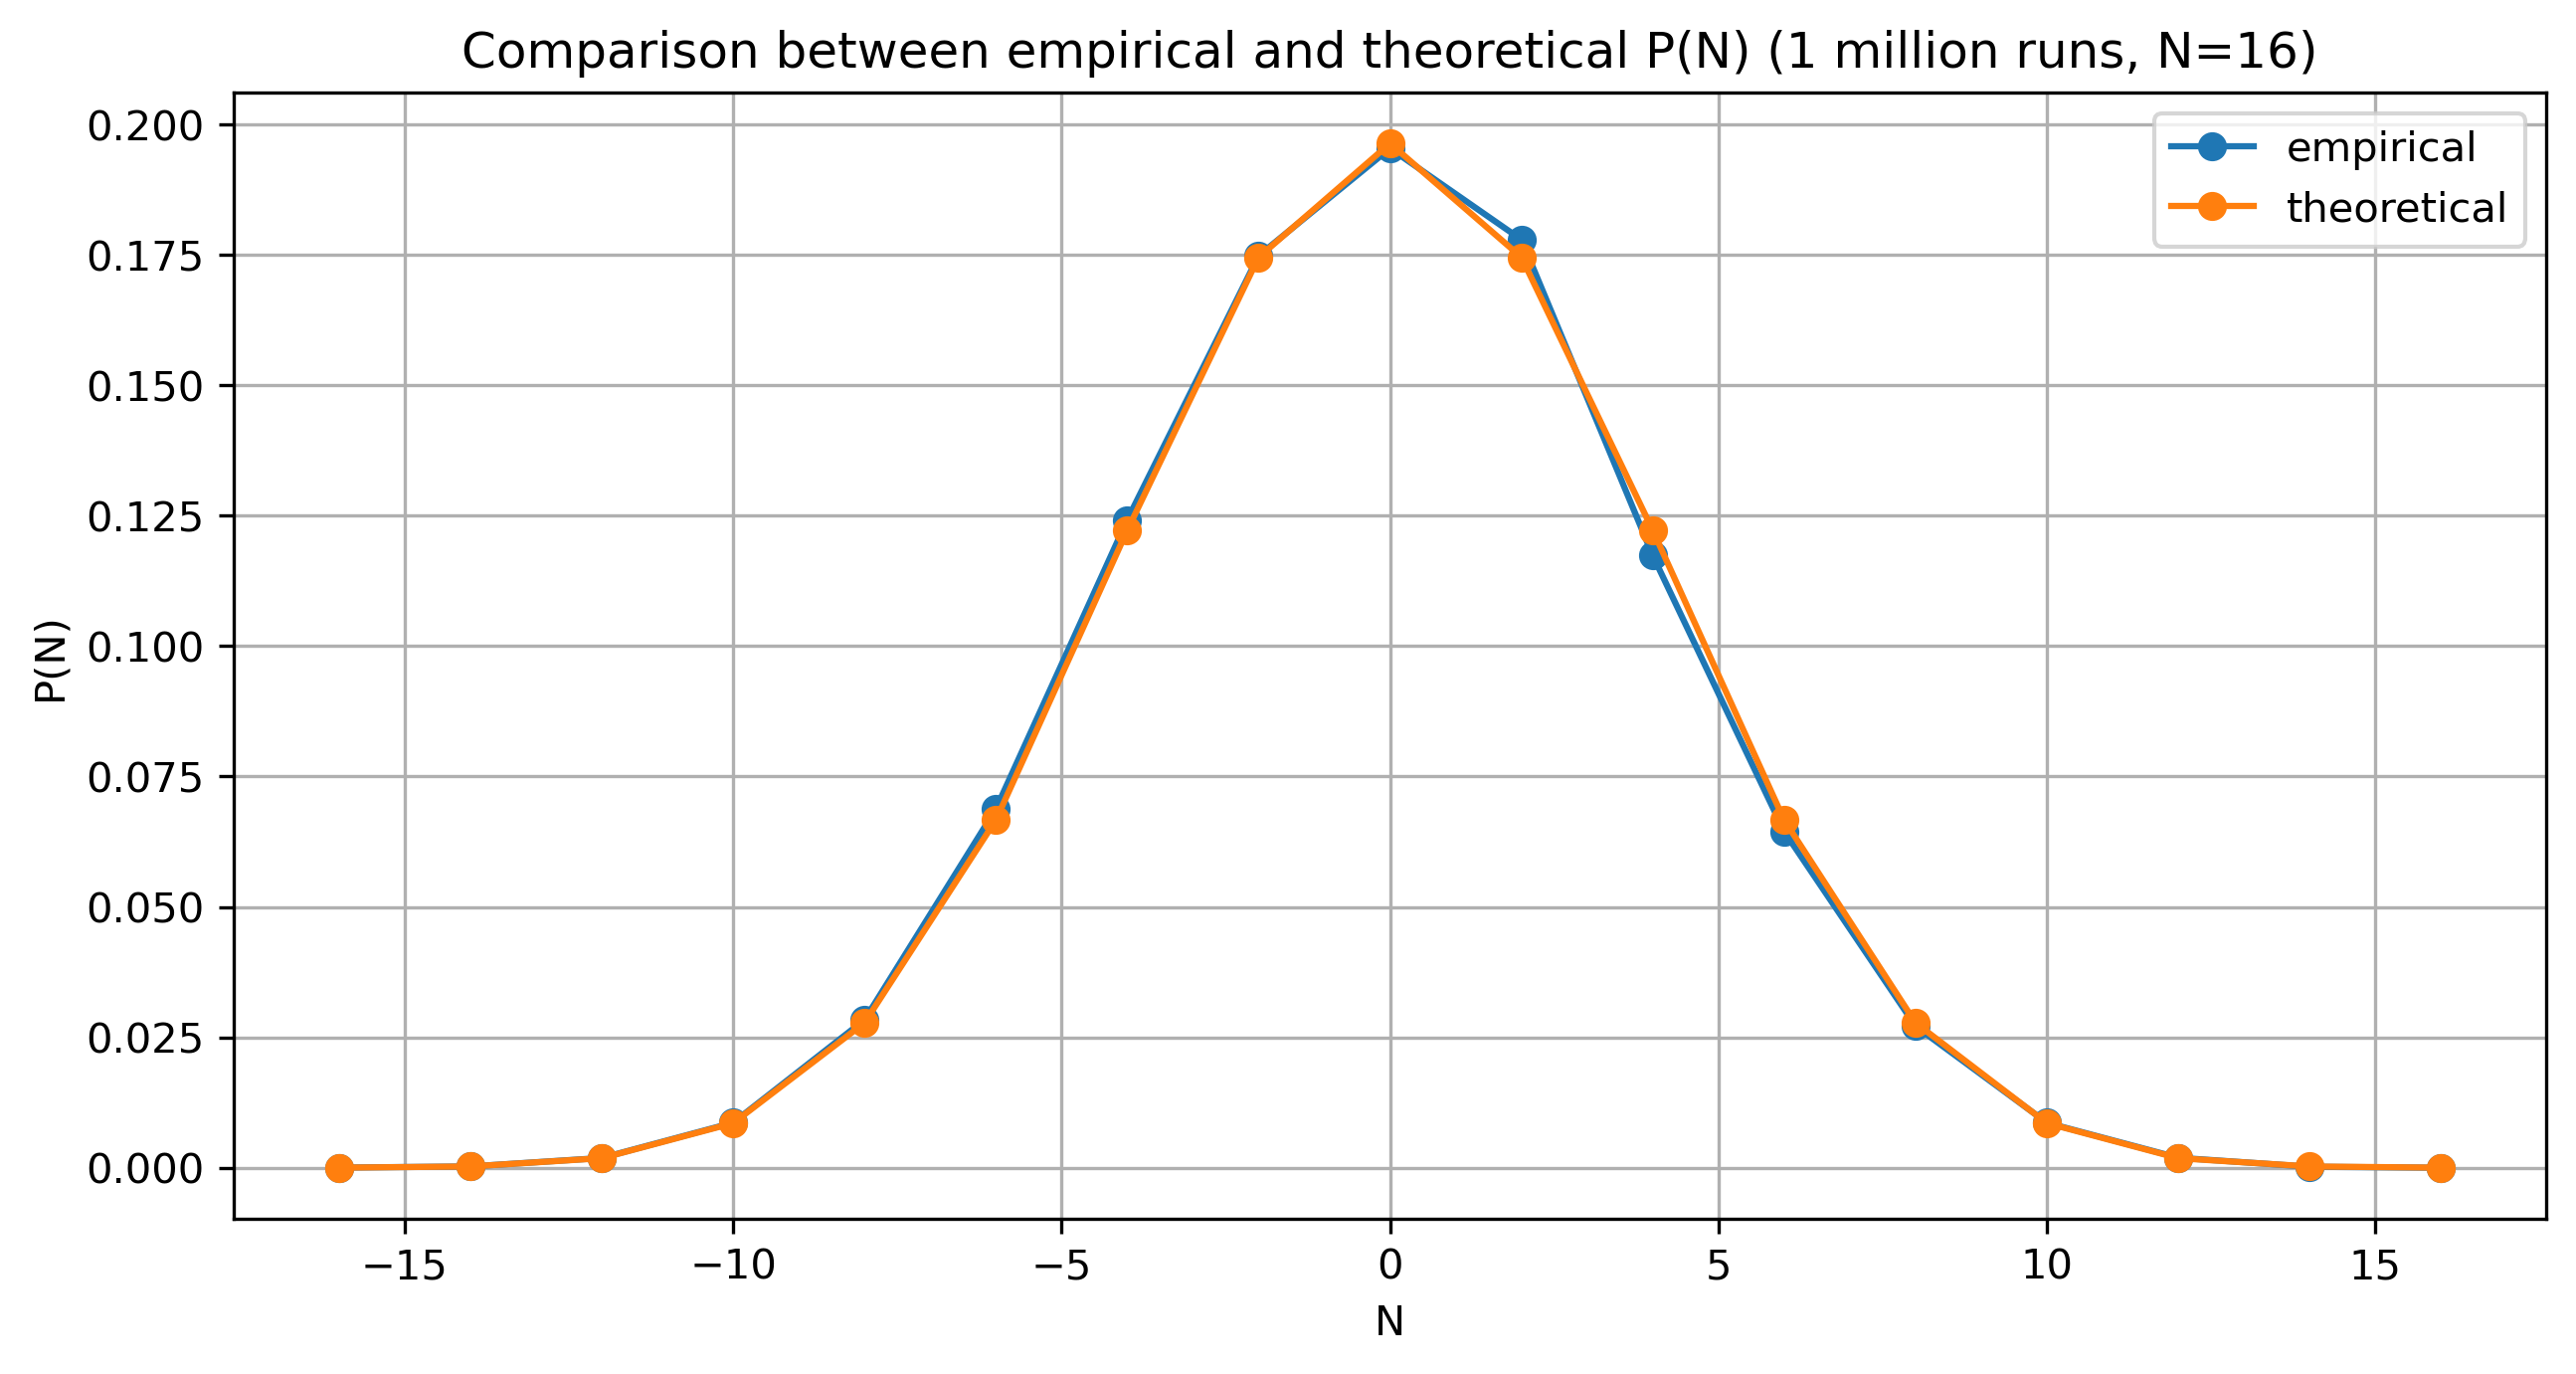 Comparison between empirical and theoretical P(N) (1 million runs, N=16)
empirical
theoretical
P(N)
0.200
0.175
0.150
0.125
0.100
0.075
0.050
0.025
0.000
−15 −10 −5 0 5 10 15
N